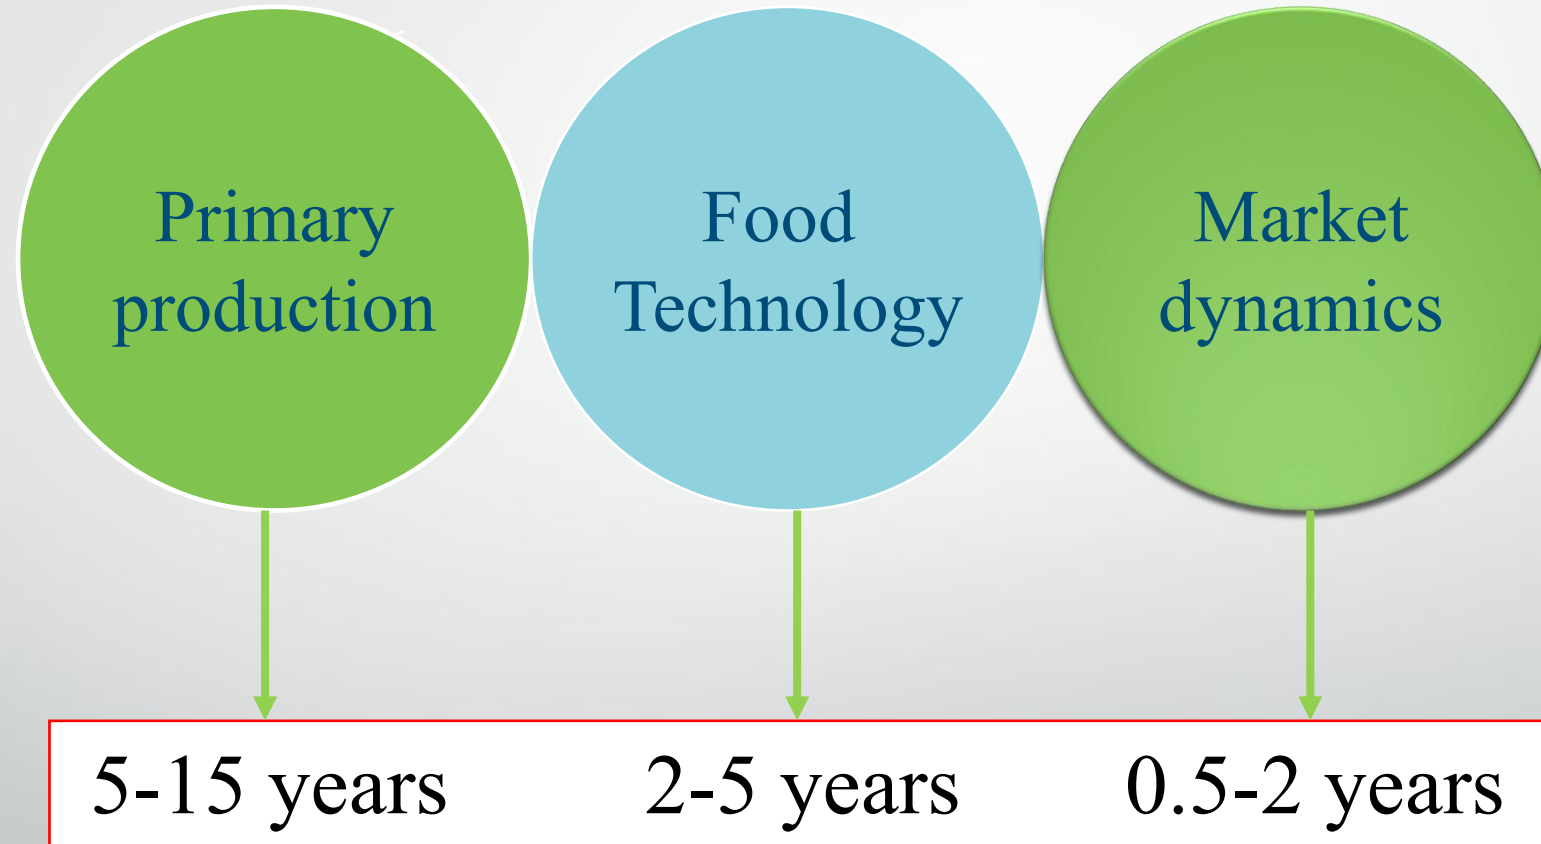 Primary
production
Food
Technology
Market
dynamics
5-15 years
2-5 years
0.5-2 years